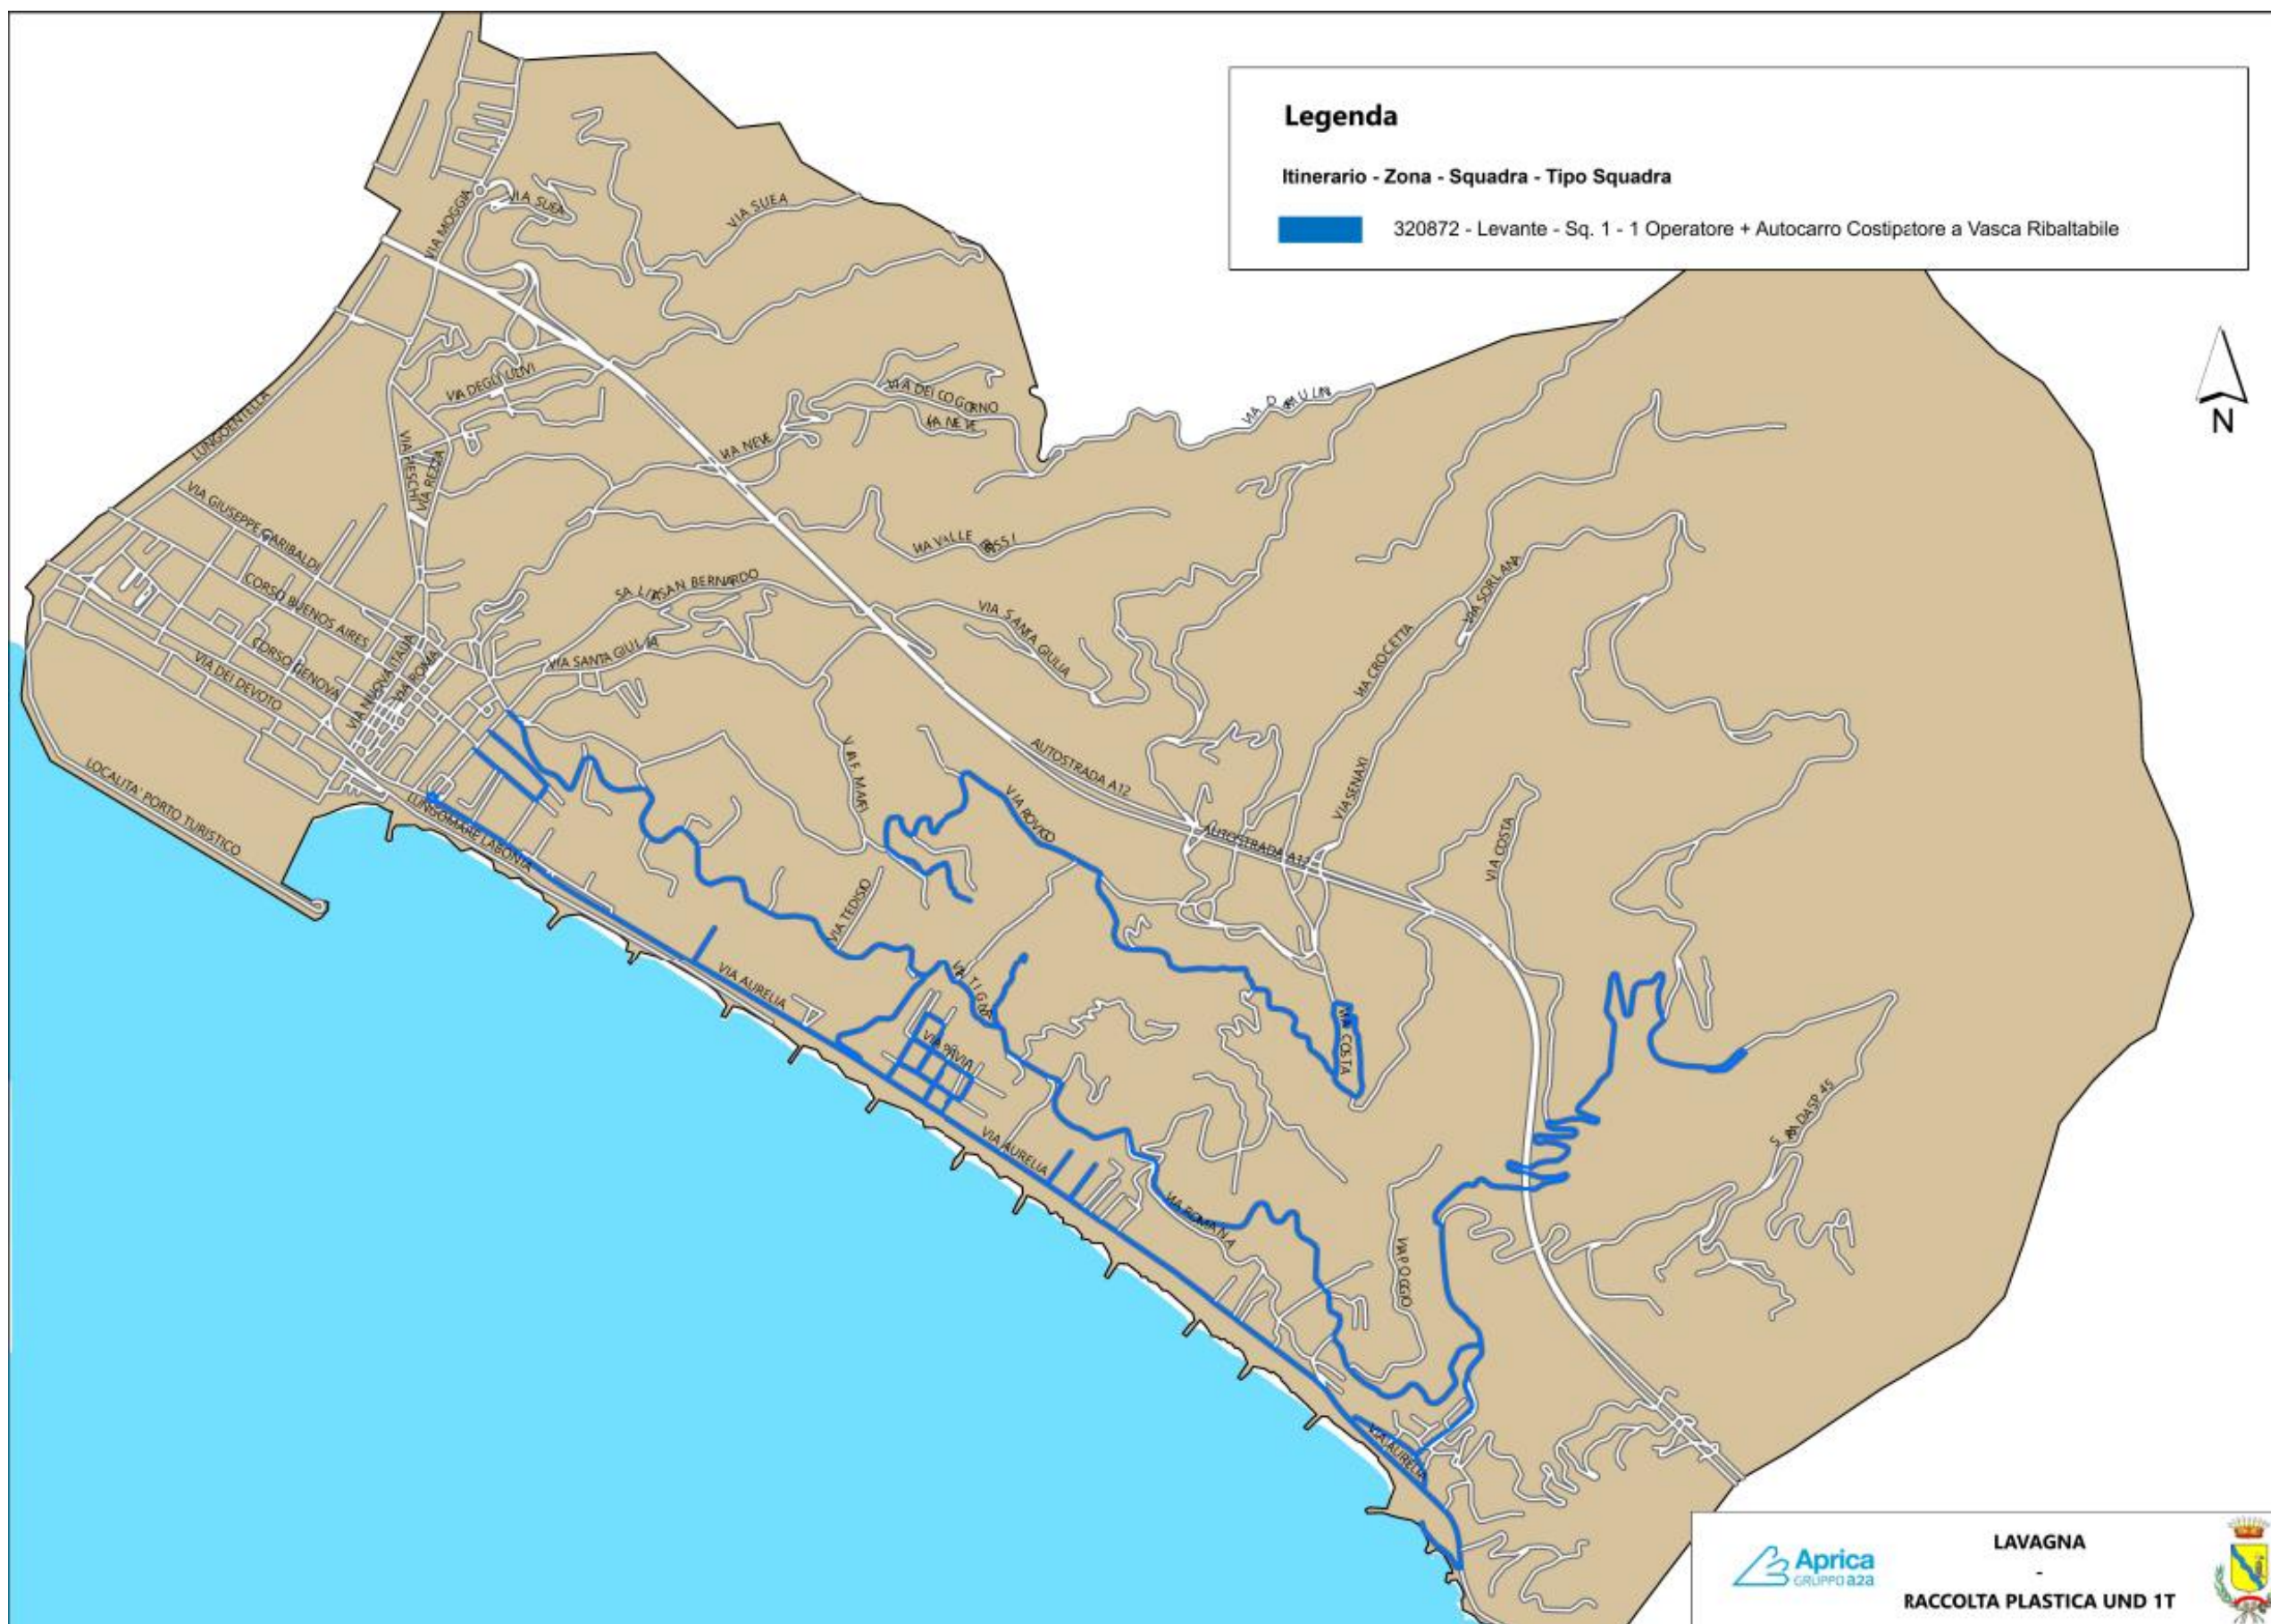 Legenda
Itinerario - Zona - Squadra - Tipo Squadra
320872 - Levante - Sq. 1 - 1 Operatore + Autocarro Costipatore a Vasca Ribaltabile
N
VIA MOGGIA
VIA SUEA
VIA SUEA
VIA DEGLI ULIVI
LUNGOENTELLA
VIA REZZA
VIA DEI COGORNO
VIA NEVE
VIA GIUSEPPE GARIBALDI
CORSO BUENOS AIRES
CORSO GENOVA
VIA DEI DEVOTO
VIA NUOVA ITALIA
VIA ROMA
SALITA SAN BERNARDO
VIA SANTA GIULIA
VIA SANTA GIULIA
VIA CROCETTA
VIA SORLANA
VIA SENAXI
AUTOSTRADA A12
AUTOSTRADA A12
VIA COSTA
VIA ROVICO
LOCALITA' PORTO TURISTICO
LUNGOMARE LABONIA
VIA TEDISIO
VIA AURELIA
VIA PAVIA
VIA COSTA
VIA AURELIA
VIA ROMANA
VIA POGGIO
VIA AURELIA
Aprica
GRUPPO a2a
LAVAGNA
-
RACCOLTA PLASTICA UND 1T